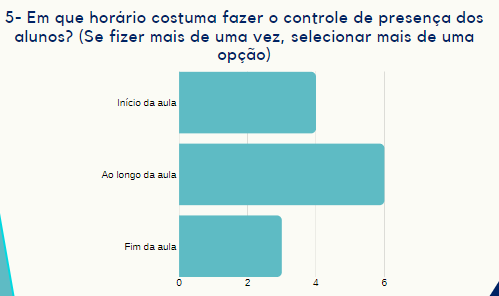 5- Em que horário costuma fazer o controle de presença dos
alunos? (Se fizer mais de uma vez, selecionar mais de uma
opção)
Início da aula
Ao longo da aula
Fim da aula
0 2 4 6